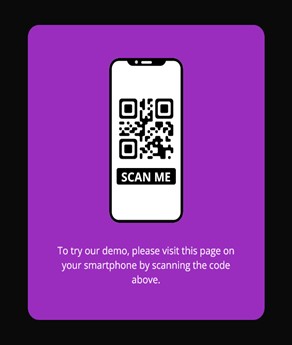 SCAN ME
To try our demo, please visit this page on
your smartphone by scanning the code
above.